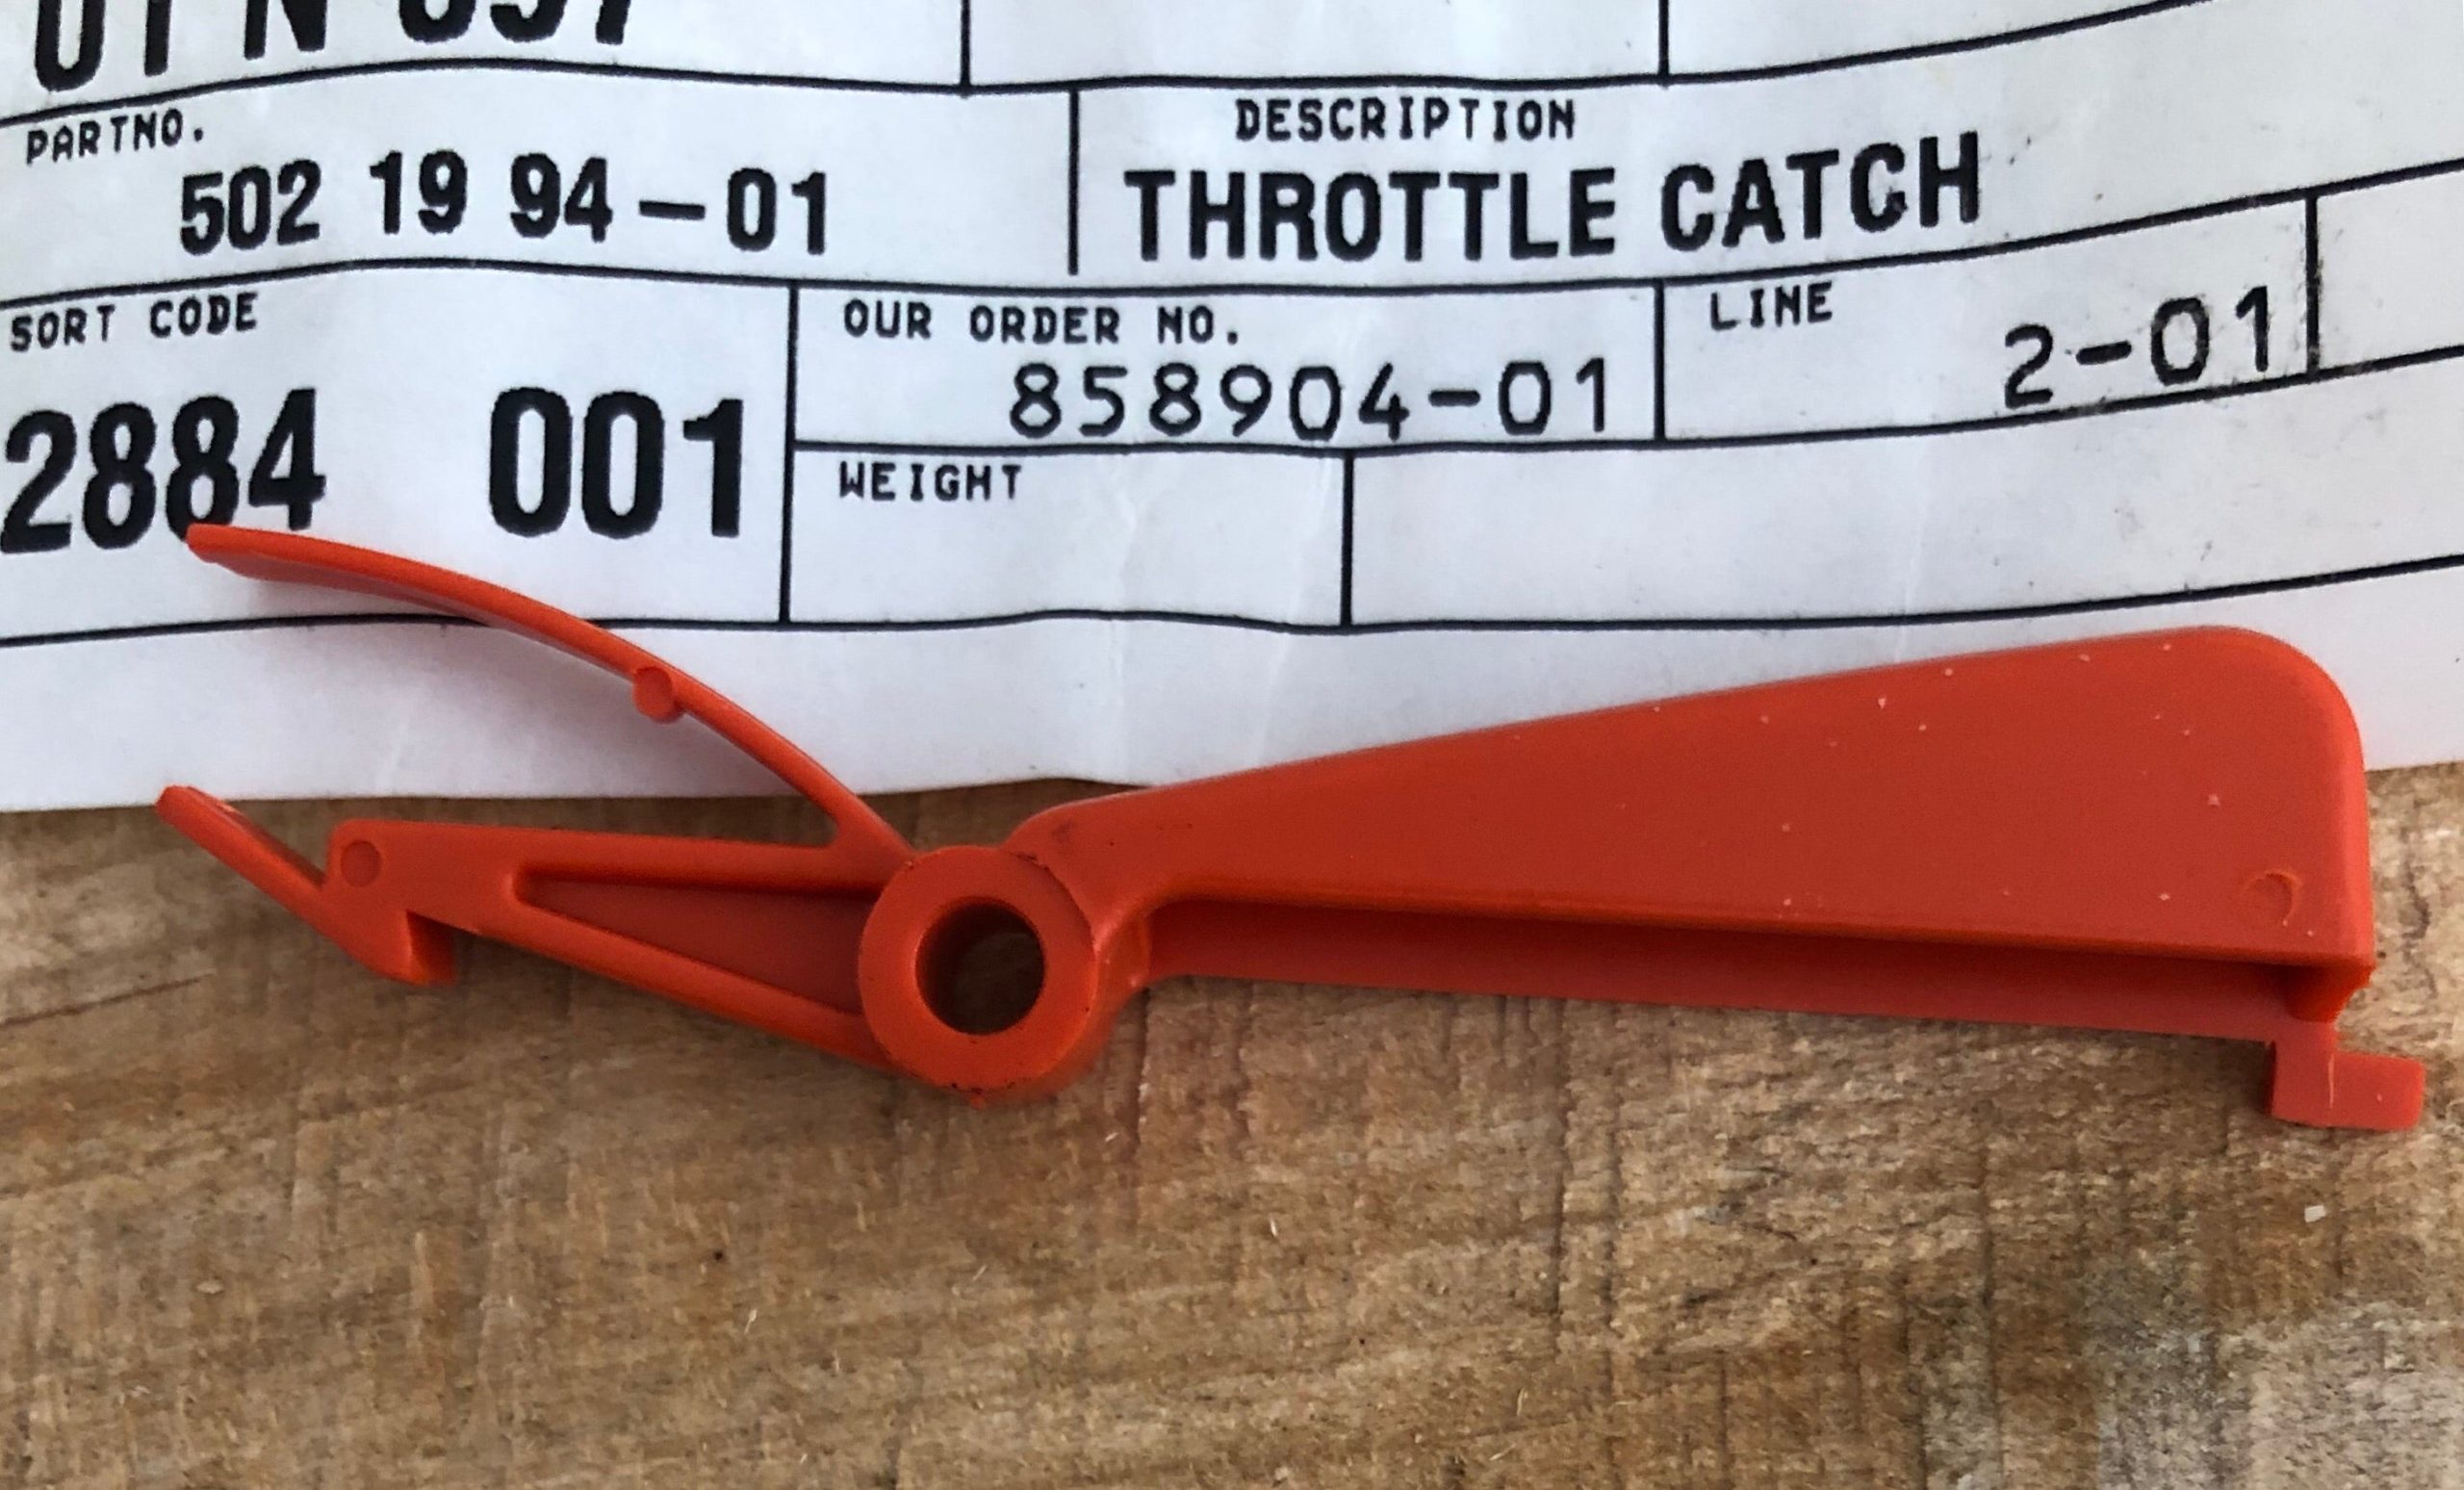 PARTNO.
502 19 94-01
DESCRIPTION
THROTTLE CATCH
SORT CODE
2884 001
OUR ORDER NO.
858904-01
LINE
2-01
WEIGHT